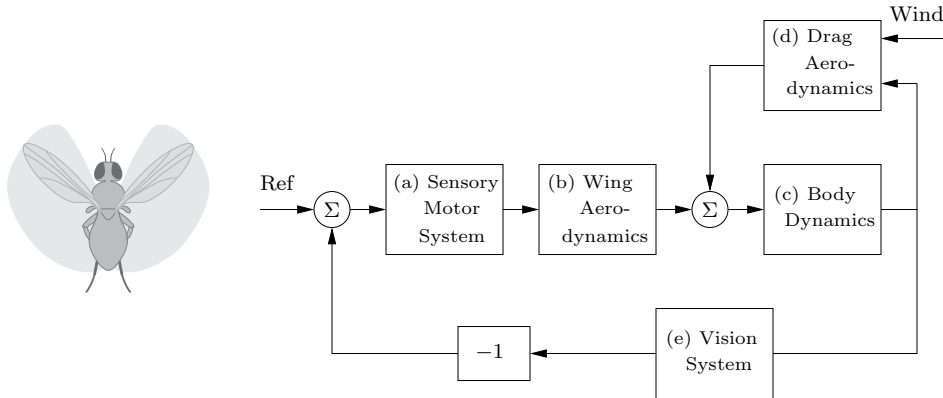 Wind
(d) Drag
Aero-
dynamics
Ref
Σ
(a) Sensory
Motor
System
(b) Wing
Aero-
dynamics
Σ
(c) Body
Dynamics
−1
(e) Vision
System